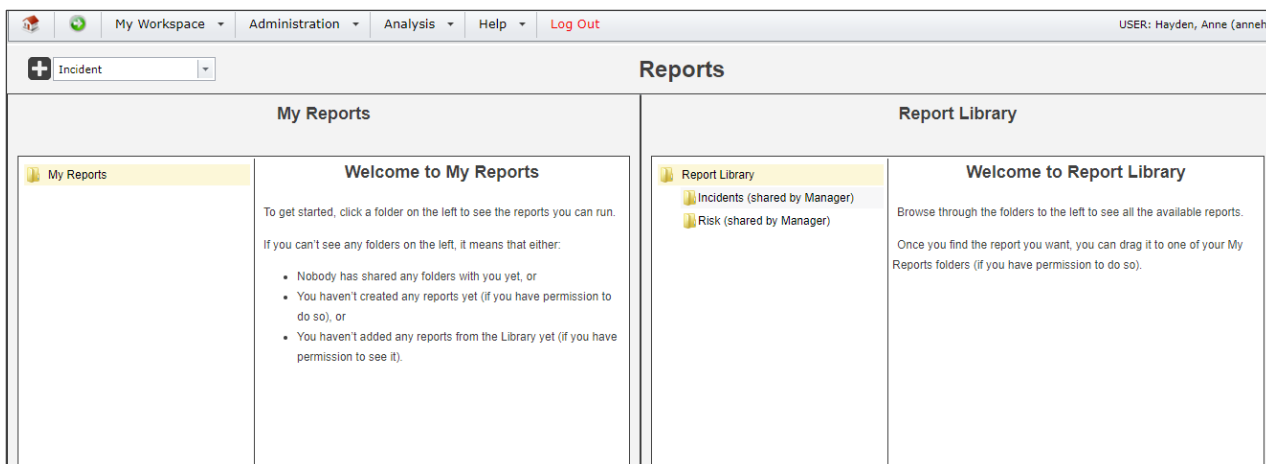 My Workspace Administration Analysis Help Log Out USER: Hayden, Anne (anneh
Incident
Reports
My Reports
My Reports
Welcome to My Reports
To get started, click a folder on the left to see the reports you can run.
If you can't see any folders on the left, it means that either:
• Nobody has shared any folders with you yet, or
• You haven't created any reports yet (if you have permission to
do so), or
• You haven't added any reports from the Library yet (if you have
permission to see it).
Report Library
Report Library
Incidents (shared by Manager)
Risk (shared by Manager)
Welcome to Report Library
Browse through the folders to the left to see all the available reports.
Once you find the report you want, you can drag it to one of your My
Reports folders (if you have permission to do so).